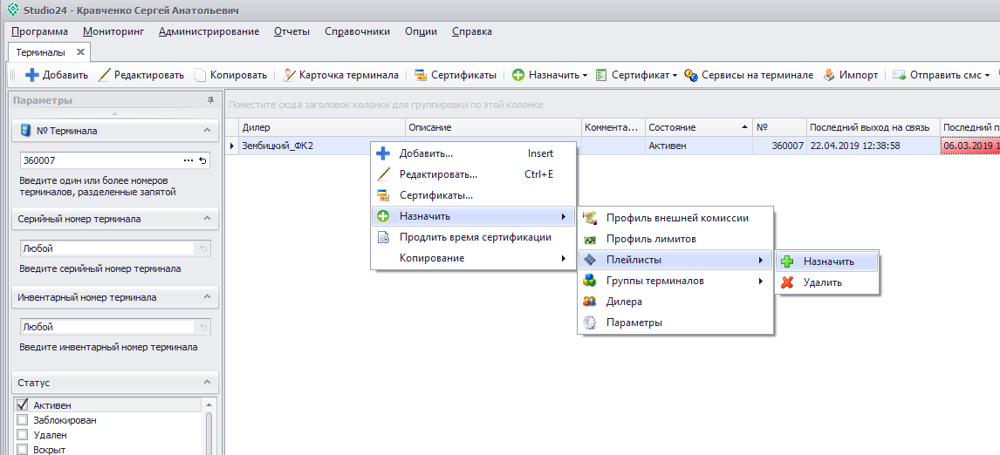 Studio24 - Кравченко Сергей Анатольевич
Программа Мониторинг Администрирование Отчеты Справочники Опции Справка
Терминалы
Добавить Редактировать Копировать Карточка терминала Сертификаты Назначить Сертификат Сервисы на терминале Импорт Отправить смс
Параметры
№ Терминала
360007
Введите один или более номеров
терминалов, разделенные запятой
Серийный номер терминала
Любой
Введите серийный номер терминала
Инвентарный номер терминала
Любой
Введите инвентарный номер терминала
Статус
Активен
Заблокирован
Удален
Вскрыт
Поместите сюда заголовок колонки для группировки по этой колонке
Дилер Описание Коммента... Состояние № Последний выход на связь Последний п
Зембицкий_ФК2 Активен 360007 22.04.2019 12:38:58 06.03.2019 1
Добавить... Insert
Редактировать... Ctrl+E
Сертификаты...
Назначить
Продлить время сертификации
Копирование
Профиль внешней комиссии
Профиль лимитов
Плейлисты
Группы терминалов
Дилера
Параметры
Назначить
Удалить